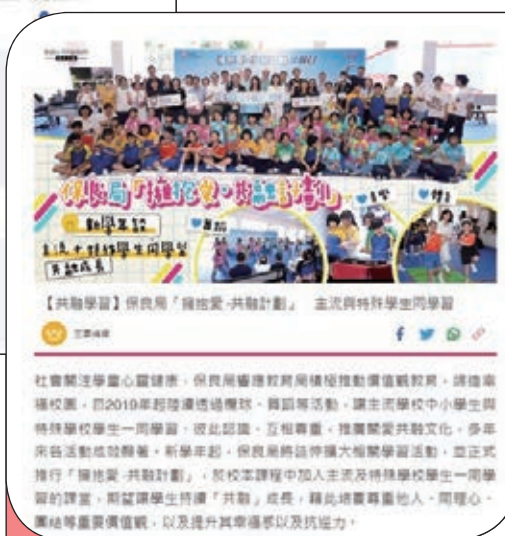 保良局「擁抱愛‧共融計劃」
新學年起
主流＋特殊學生同學習
共融成長
【共融學習】保良局「擁抱愛‧共融計劃」 主流與特殊學生同學習
社會關注學童心靈健康，保良局響應教育局積極推動價值觀教育，締造幸
福校園，自2019年起陸續透過欖球、舞蹈等活動，讓主流學校中小學生與
特殊學校學生一同學習，彼此認識、互相尊重，推廣關愛共融文化，多年
來各活動成效顯著。新學年起，保良局將延伸擴大相關學習活動，並正式
推行「擁抱愛‧共融計劃」，於校本課程中加入主流及特殊學校學生一同學
習的課堂，期望讓學生持續「共融」成長，藉此培養尊重他人、同理心、
團結等重要價值觀，以及提升其幸福感以及抗逆力。